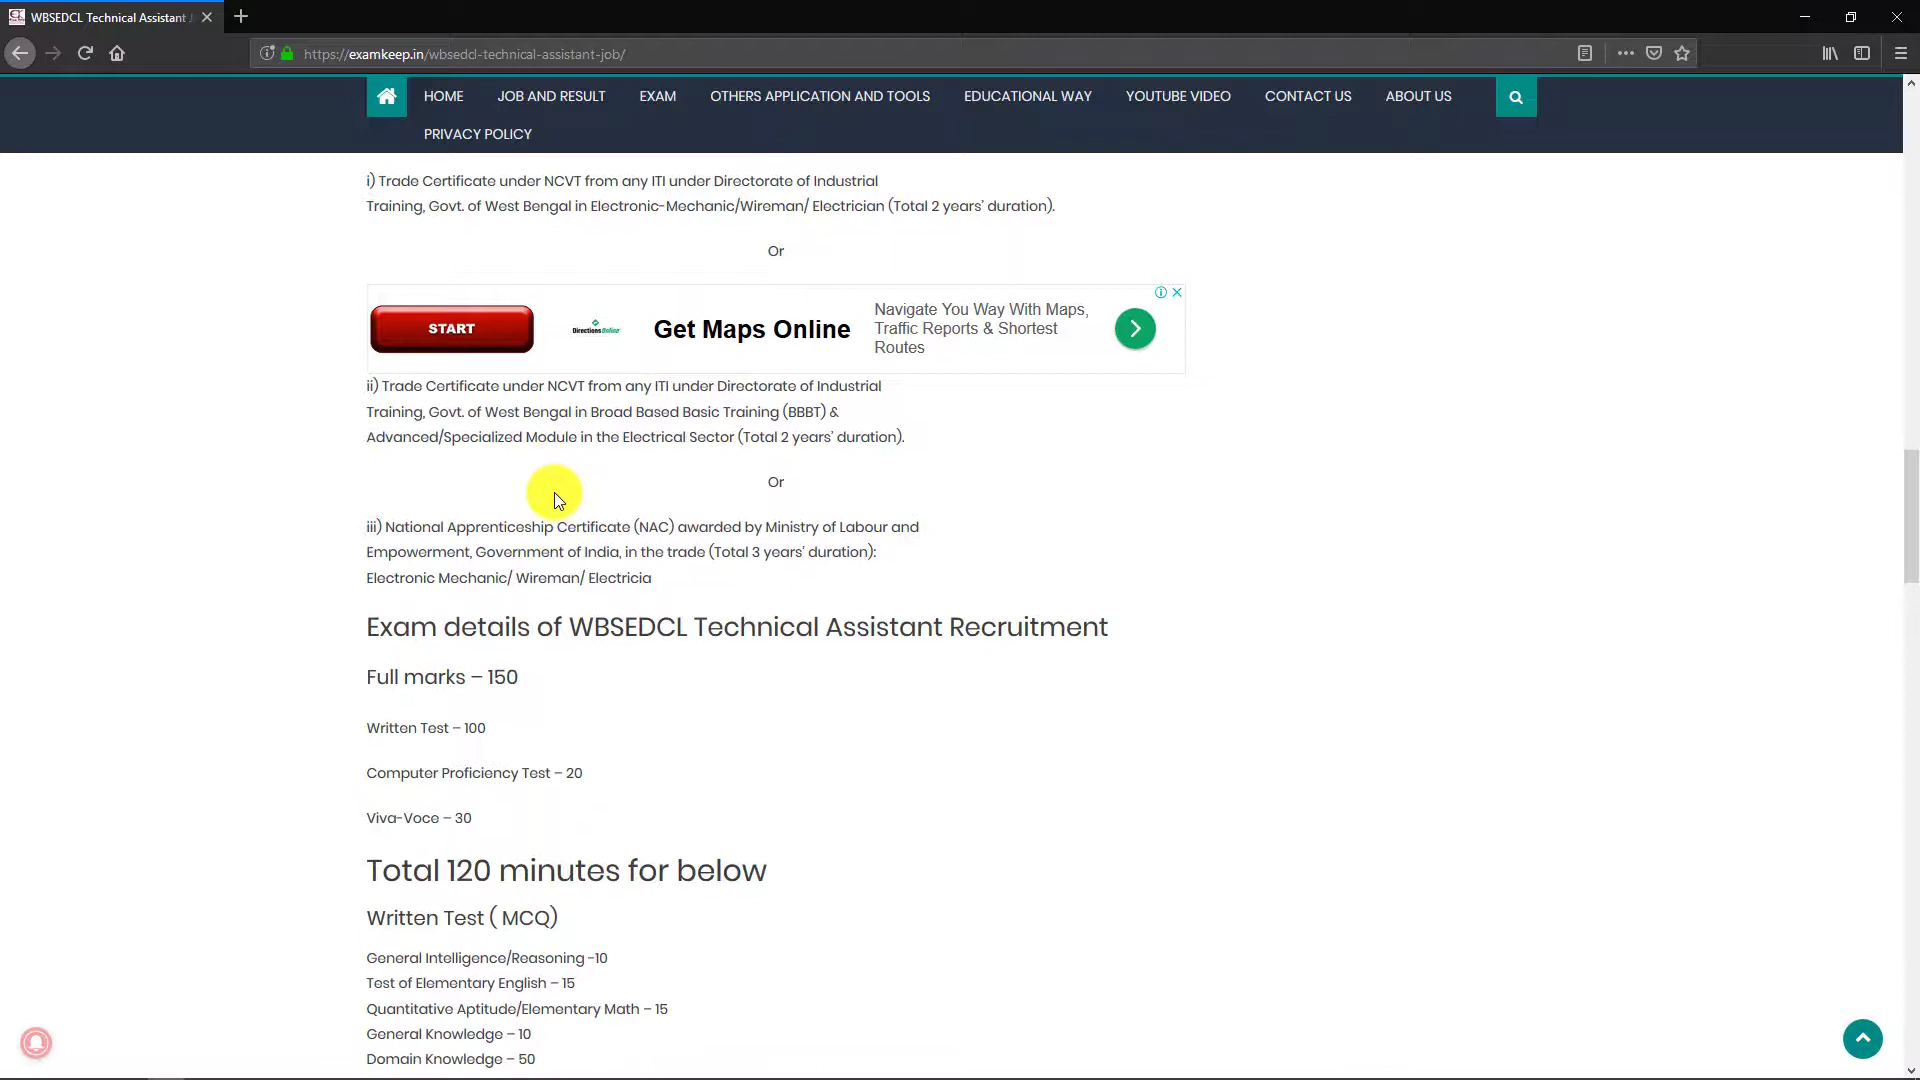 WBSEDCL Technical Assistant J
https://examkeep.in/wbsedcl-technical-assistant-job/
HOME JOB AND RESULT EXAM OTHERS APPLICATION AND TOOLS EDUCATIONAL WAY YOUTUBE VIDEO CONTACT US ABOUT US
PRIVACY POLICY
i) Trade Certificate under NCVT from any ITI under Directorate of Industrial
Training, Govt. of West Bengal in Electronic-Mechanic/Wireman/ Electrician (Total 2 years’ duration).
Or
START
Directions Online
Get Maps Online
Navigate You Way With Maps,
Traffic Reports & Shortest
Routes
ii) Trade Certificate under NCVT from any ITI under Directorate of Industrial
Training, Govt. of West Bengal in Broad Based Basic Training (BBBT) &
Advanced/Specialized Module in the Electrical Sector (Total 2 years’ duration).
Or
iii) National Apprenticeship Certificate (NAC) awarded by Ministry of Labour and
Empowerment, Government of India, in the trade (Total 3 years’ duration):
Electronic Mechanic/ Wireman/ Electricia
Exam details of WBSEDCL Technical Assistant Recruitment
Full marks – 150
Written Test – 100
Computer Proficiency Test – 20
Viva-Voce – 30
Total 120 minutes for below
Written Test ( MCQ)
General Intelligence/Reasoning -10
Test of Elementary English – 15
Quantitative Aptitude/Elementary Math – 15
General Knowledge – 10
Domain Knowledge – 50